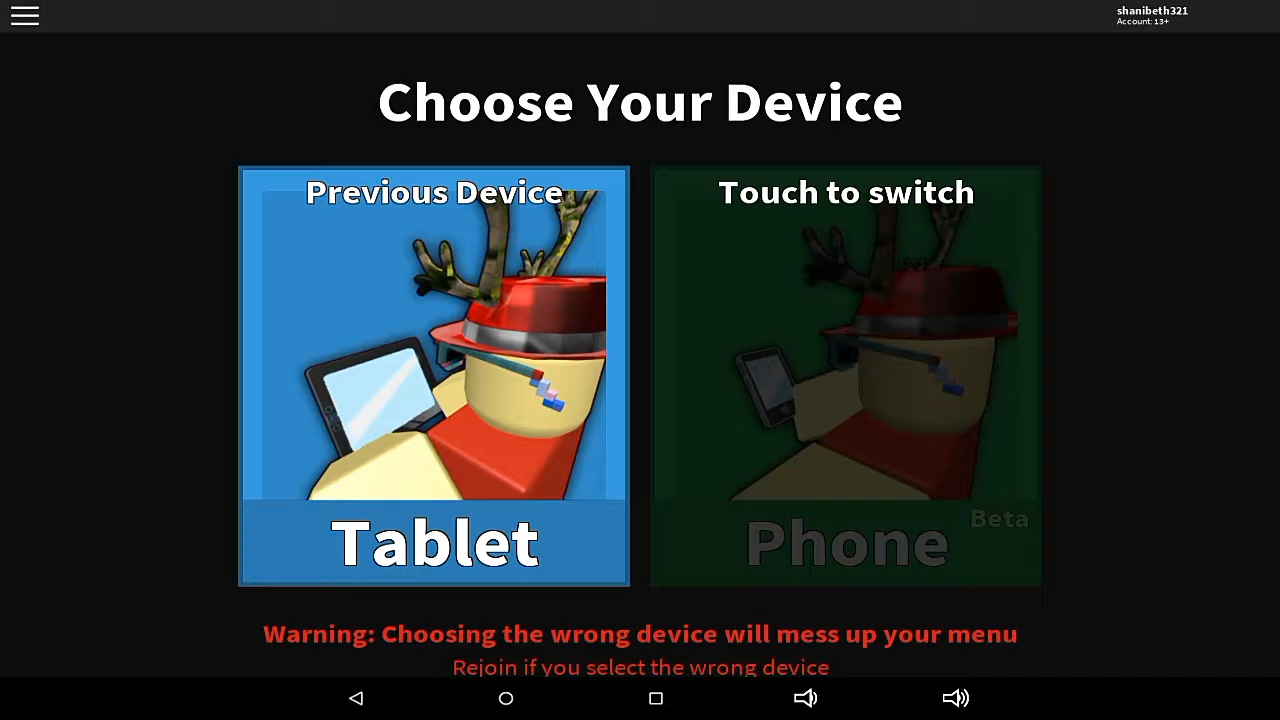 shanibeth321
Account: 13+
Choose Your Device
Previous Device
Touch to switch
Tablet
Beta
Phone
Warning: Choosing the wrong device will mess up your menu
Rejoin if you select the wrong device